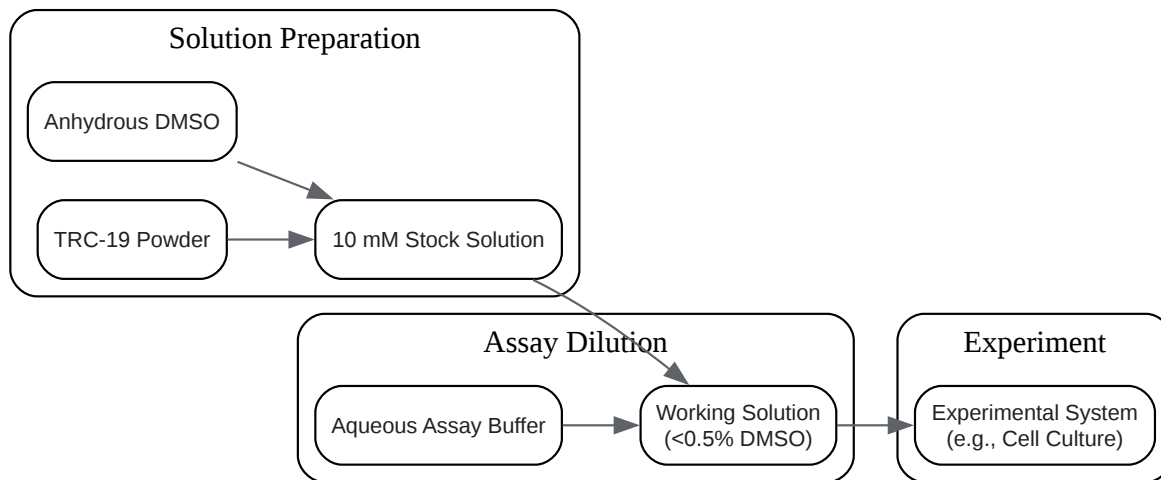 Solution Preparation
Anhydrous DMSO
TRC-19 Powder
10 mM Stock Solution
Assay Dilution
Aqueous Assay Buffer
Working Solution
(<0.5% DMSO)
Experiment
Experimental System
(e.g., Cell Culture)